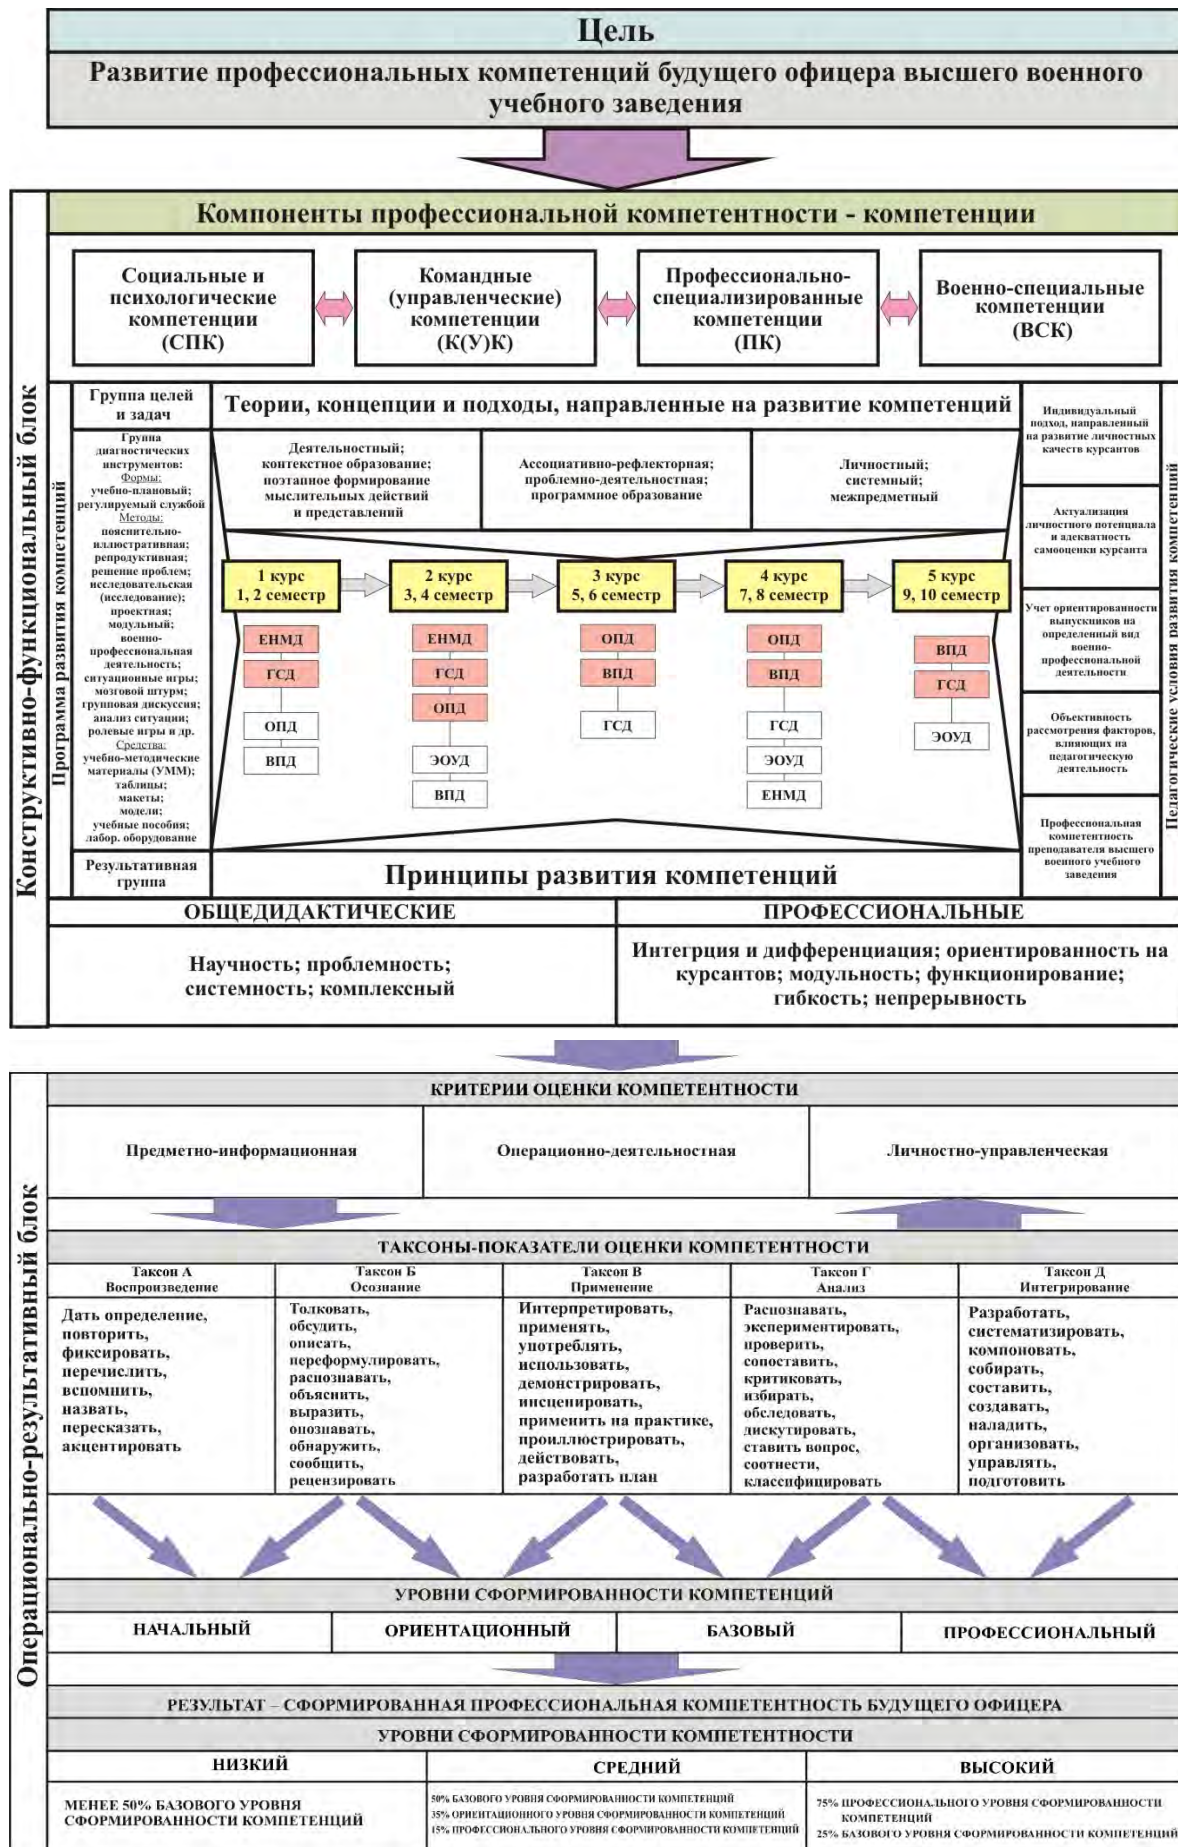 Цель
Развитие профессиональных компетенций будущего офицера высшего военного
учебного заведения
Конструктивно-функциональный блок
Компоненты профессиональной компетентности - компетенции
Социальные и
психологические
компетенции
(СПК)
Командные
(управленческие)
компетенции
(К(У)К)
Профессионально-
специализированные
компетенции
(ПК)
Военно-специальные
компетенции
(ВСК)
Программа развития компетенций
Группа целей
и задач
Группа
диагностических
инструментов:
Формы:
учебно-плановый;
регулируемый службой
Методы:
пояснительно-
иллюстративная;
репродуктивная;
решение проблем;
исследовательская
(исследование);
проектная;
модульный;
военно-
профессиональная
деятельность;
ситуационные игры;
мозговой штурм;
групповая дискуссия;
анализ ситуации;
ролевые игры и др.
Средства:
учебно-методические
материалы (УММ);
таблицы;
макеты;
модели;
учебные пособия;
лабор. оборудование
Результативная
группа
Теории, концепции и подходы, направленные на развитие компетенций
Деятельностный;
контекстное образование;
поэтапное формирование
мыслительных действий
и представлений
Ассоциативно-рефлекторная;
проблемно-деятельностная;
программное образование
Личностный;
системный;
межпредметный
1 курс
1, 2 семестр
2 курс
3, 4 семестр
3 курс
5, 6 семестр
4 курс
7, 8 семестр
5 курс
9, 10 семестр
ЕНМД
ГСД
ОПД
ВПД
ЕНМД
ГСД
ОПД
ЭОУД
ВПД
ОПД
ВПД
ГСД
ОПД
ВПД
ГСД
ЭОУД
ЕНМД
ВПД
ГСД
ЭОУД
Принципы развития компетенций
Индивидуальный
подход, направленный
на развитие личностных
качеств курсантов
Актуализация
личностного потенциала
и адекватность
самооценки курсанта
Учет ориентированности
выпускников на
определенный вид
военно-
профессиональной
деятельности
Объективность
рассмотрения факторов,
влияющих на
педагогическую
деятельность
Профессиональная
компетентность
преподавателя высшего
военного учебного
заведения
Педагогические условия развития компетенций
ОБЩЕДИДАКТИЧЕСКИЕ
Научность; проблемность;
системность; комплексный
ПРОФЕССИОНАЛЬНЫЕ
Интегрция и дифференциация; ориентированность на
курсантов; модульность; функционирование;
гибкость; непрерывность
Операционально-результативный блок
КРИТЕРИИ ОЦЕНКИ КОМПЕТЕНТНОСТИ
Предметно-информационная
Операционно-деятельностная
Личностно-управленческая
ТАКСОНЫ-ПОКАЗАТЕЛИ ОЦЕНКИ КОМПЕТЕНТНОСТИ
Таксон А
Воспроизведение
Дать определение,
повторить,
фиксировать,
перечислить,
вспомнить,
назвать,
пересказать,
акцентировать
Таксон Б
Осознание
Толковать,
обсудить,
описать,
переформулировать,
распознавать,
объяснить,
выразить,
опознавать,
обнаружить,
сообщить,
рецензировать
Таксон В
Применение
Интерпретировать,
применять,
употреблять,
использовать,
демонстрировать,
инсценировать,
применить на практике,
проиллюстрировать,
действовать,
разработать план
Таксон Г
Анализ
Распознавать,
экспериментировать,
проверить,
сопоставить,
критиковать,
избирать,
обследовать,
дискутировать,
ставить вопрос,
соотнести,
классифицировать
Таксон Д
Интегрирование
Разработать,
систематизировать,
компоновать,
собирать,
составить,
создавать,
наладить,
организовать,
управлять,
подготовить
УРОВНИ СФОРМИРОВАННОСТИ КОМПЕТЕНЦИЙ
НАЧАЛЬНЫЙ
ОРИЕНТАЦИОННЫЙ
БАЗОВЫЙ
ПРОФЕССИОНАЛЬНЫЙ
РЕЗУЛЬТАТ – СФОРМИРОВАННАЯ ПРОФЕССИОНАЛЬНАЯ КОМПЕТЕНТНОСТЬ БУДУЩЕГО ОФИЦЕРА
УРОВНИ СФОРМИРОВАННОСТИ КОМПЕТЕНТНОСТИ
НИЗКИЙ
МЕНЕЕ 50% БАЗОВОГО УРОВНЯ
СФОРМИРОВАННОСТИ КОМПЕТЕНЦИЙ
СРЕДНИЙ
50% БАЗОВОГО УРОВНЯ СФОРМИРОВАННОСТИ КОМПЕТЕНЦИЙ
35% ОРИЕНТАЦИОННОГО УРОВНЯ СФОРМИРОВАННОСТИ КОМПЕТЕНЦИЙ
15% ПРОФЕССИОНАЛЬНОГО УРОВНЯ СФОРМИРОВАННОСТИ КОМПЕТЕНЦИЙ
ВЫСОКИЙ
75% ПРОФЕССИОНАЛЬНОГО УРОВНЯ СФОРМИРОВАННОСТИ
КОМПЕТЕНЦИЙ
25% БАЗОВОГО УРОВНЯ СФОРМИРОВАННОСТИ КОМПЕТЕНЦИЙ